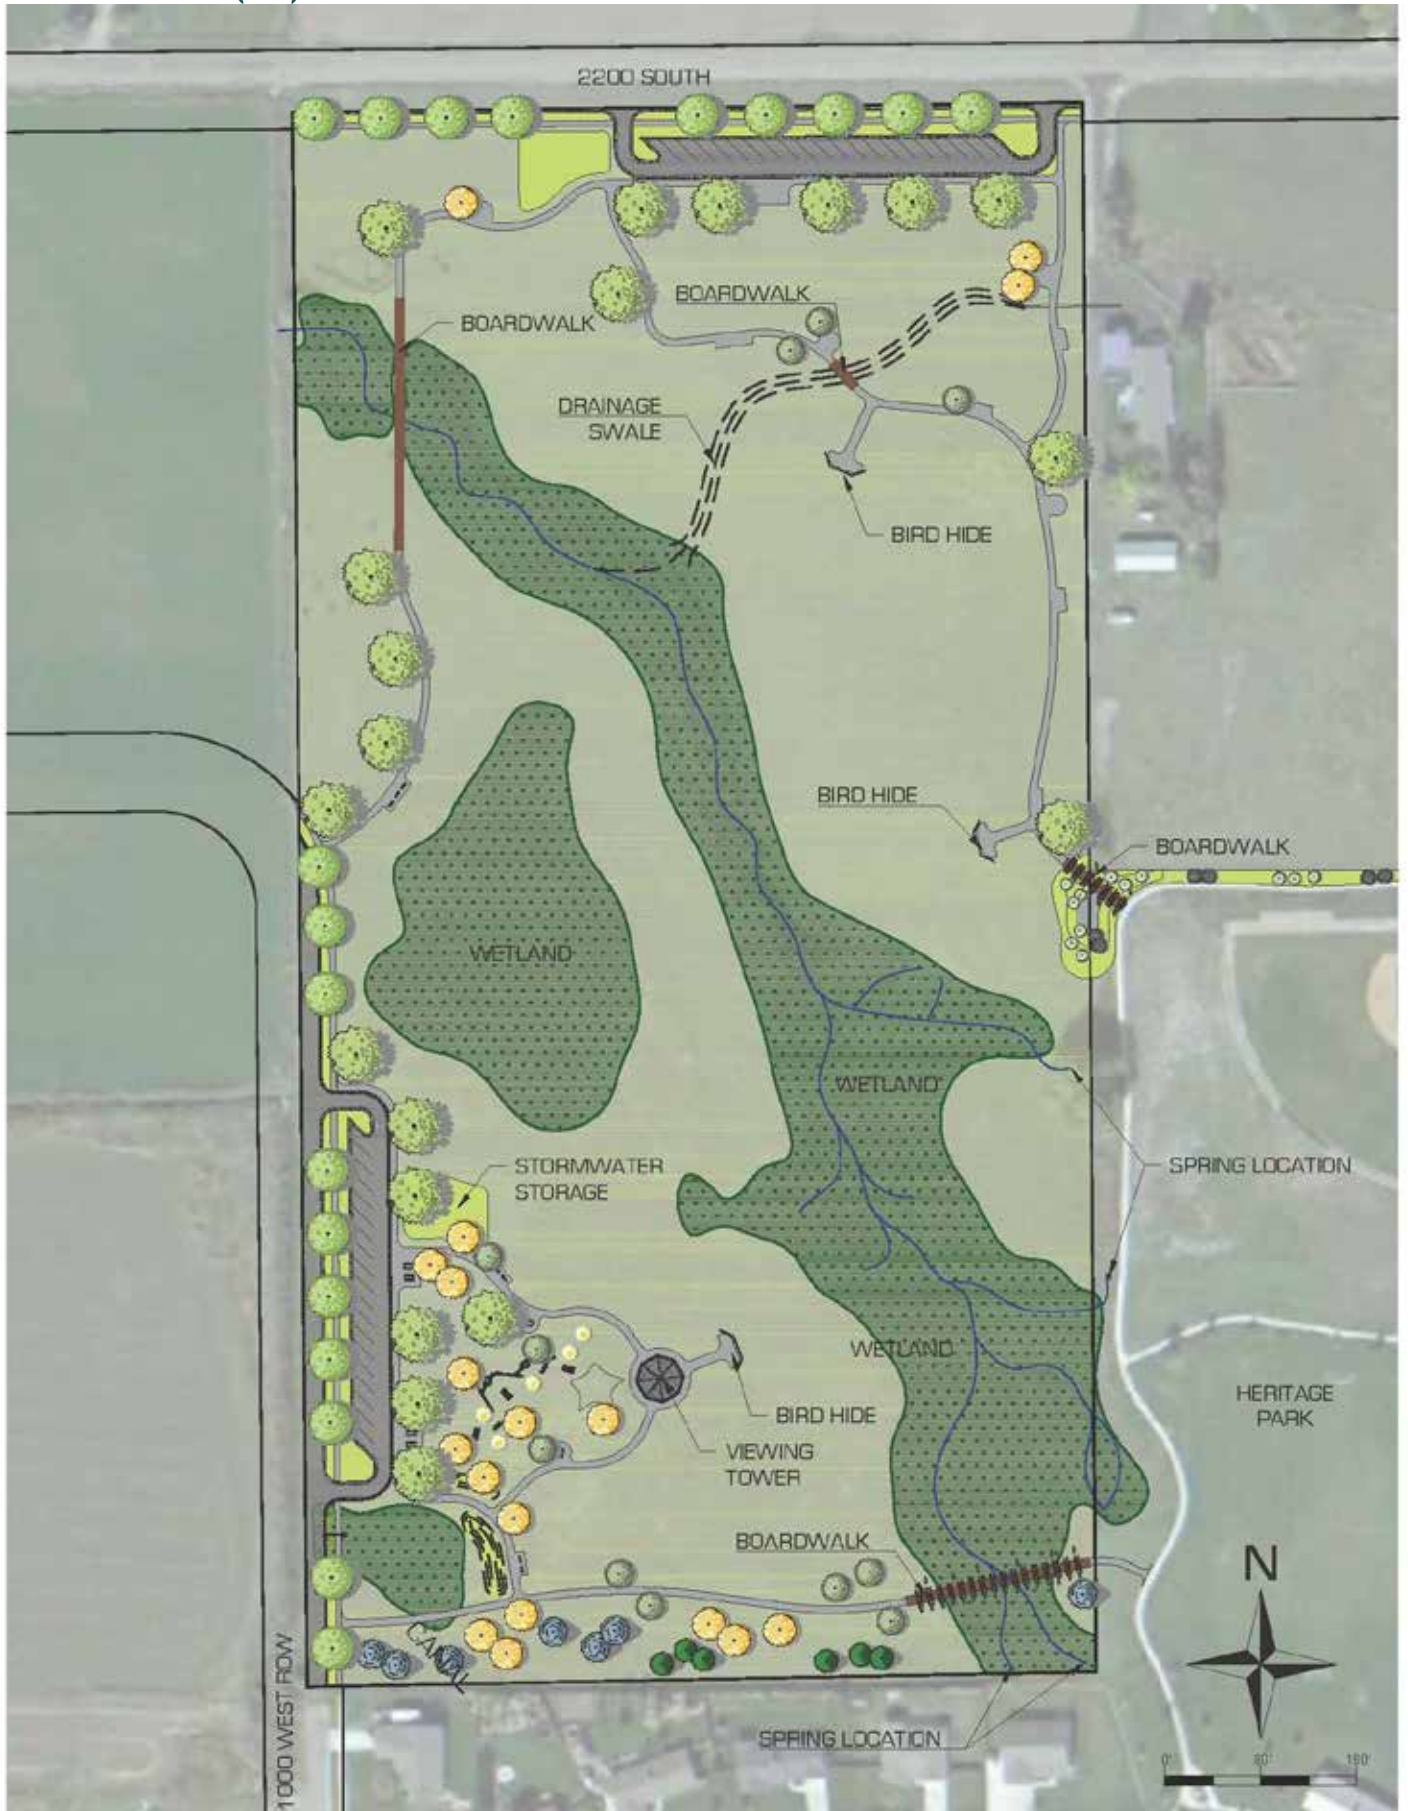 2200 SOUTH
BOARDWALK
BOARDWALK
DRAINAGE
SWALE
BIRD HIDE
BIRD HIDE
BOARDWALK
WETLAND
WETLAND
STORMWATER
STORAGE
SPRING LOCATION
WETLAND
HERITAGE
PARK
BIRD HIDE
VIEWING
TOWER
BOARDWALK
N
CANAL
1000 WEST ROW
SPRING LOCATION
0'
80'
160'